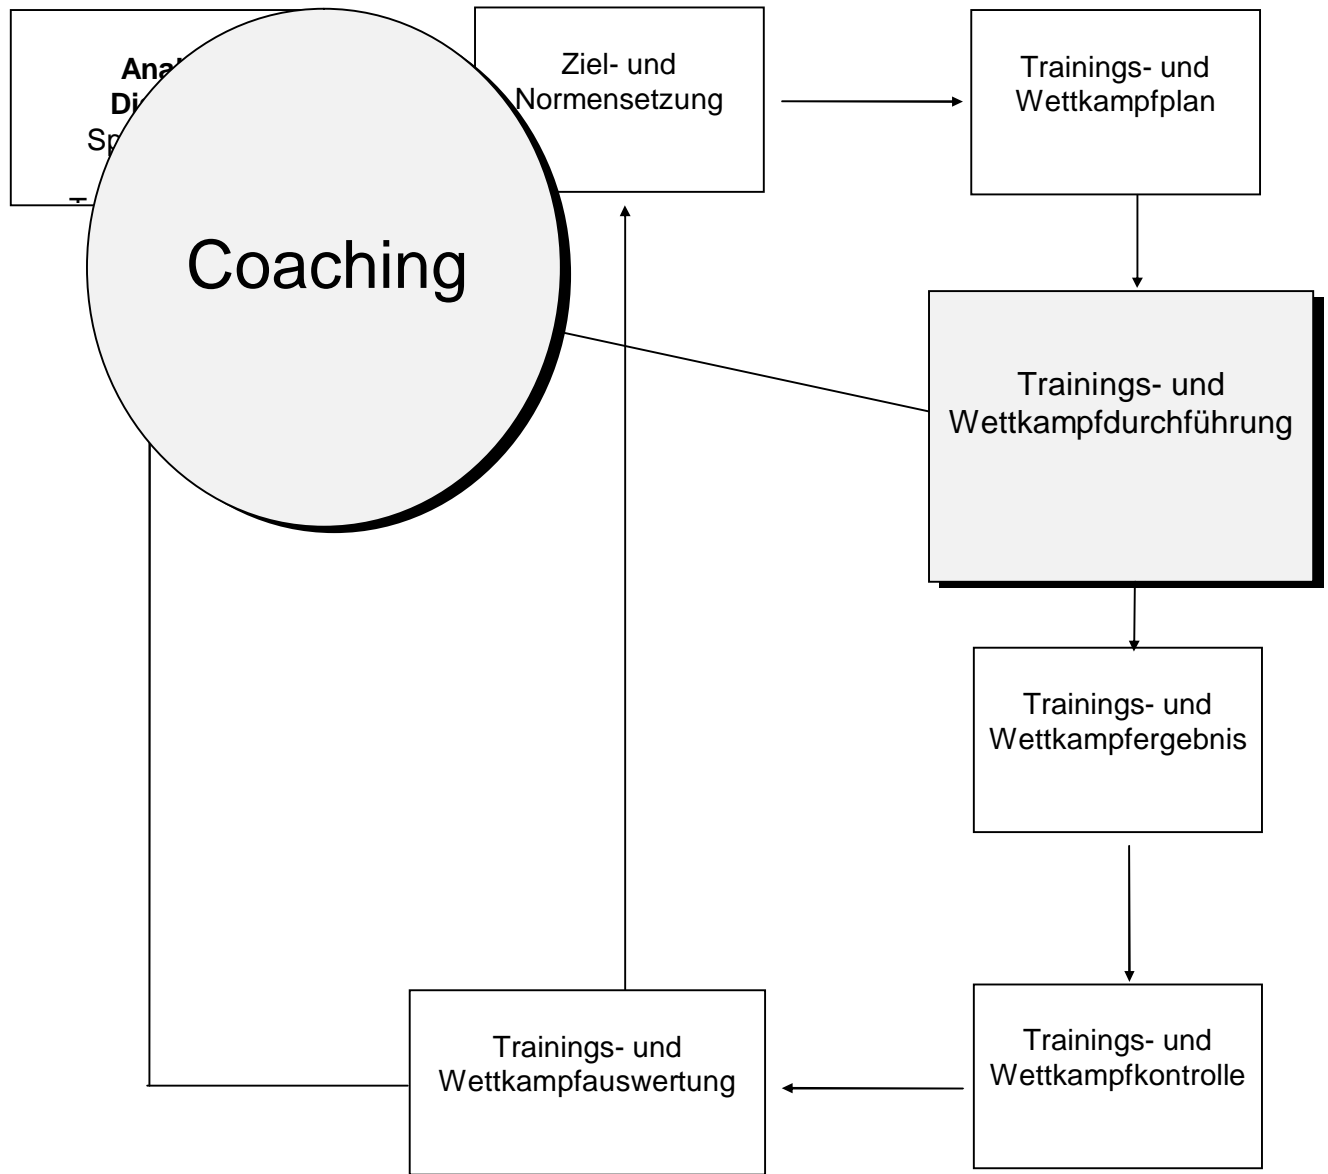 Ziel- und
Normensetzung
Trainings- und
Wettkampfplan
Coaching
Trainings- und
Wettkampfdurchführung
Trainings- und
Wettkampfergebnis
Trainings- und
Wettkampfauswertung
Trainings- und
Wettkampfkontrolle